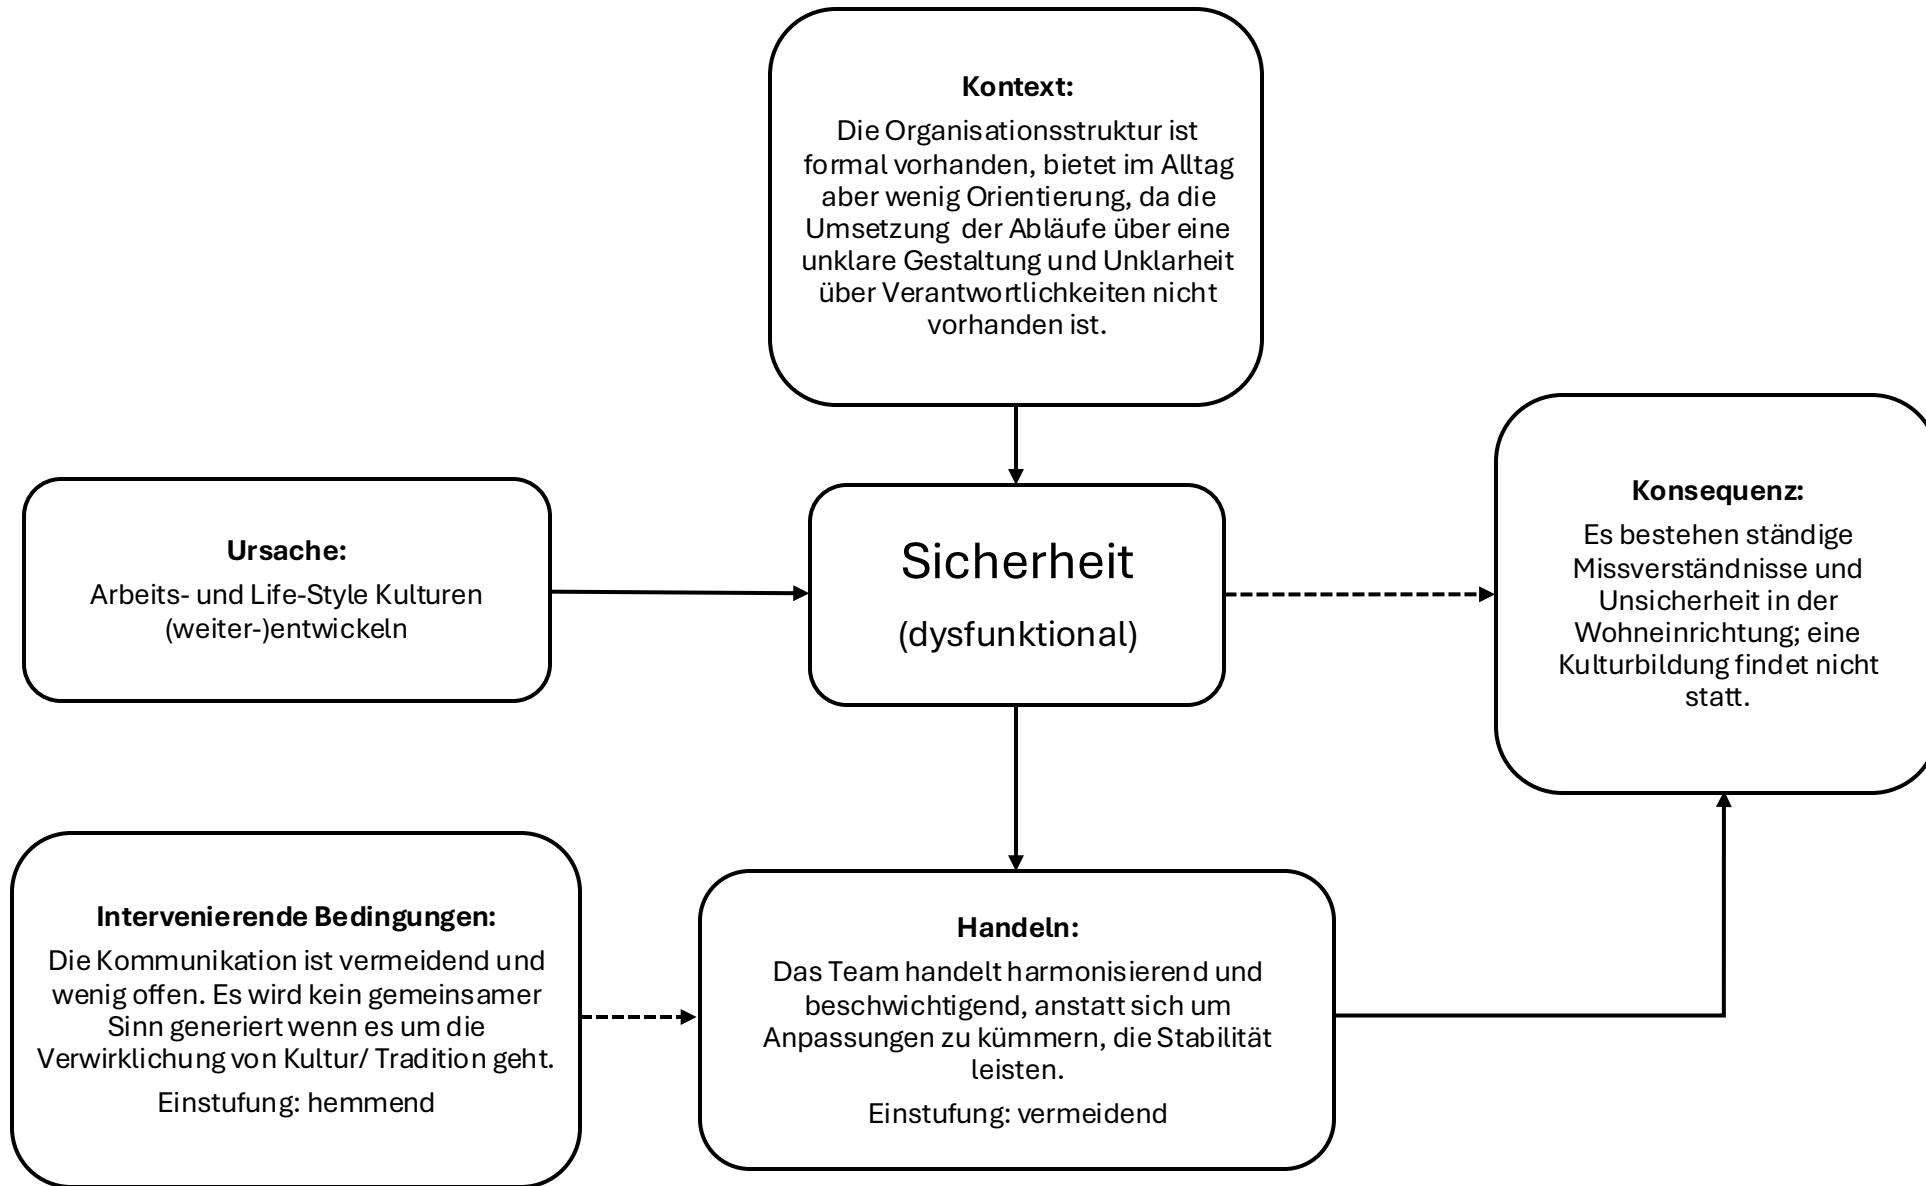 Kontext:
Die Organisationsstruktur ist
formal vorhanden, bietet im Alltag
aber wenig Orientierung, da die
Umsetzung der Abläufe über eine
unklare Gestaltung und Unklarheit
über Verantwortlichkeiten nicht
vorhanden ist.
Ursache:
Arbeits- und Life-Style Kulturen
(weiter-)entwickeln
Sicherheit
(dysfunktional)
Konsequenz:
Es bestehen ständige
Missverständnisse und
Unsicherheit in der
Wohneinrichtung; eine
Kulturbildung findet nicht
statt.
Intervenierende Bedingungen:
Die Kommunikation ist vermeidend und
wenig offen. Es wird kein gemeinsamer
Sinn generiert wenn es um die
Verwirklichung von Kultur/ Tradition geht.
Einstufung: hemmend
Handeln:
Das Team handelt harmonisierend und
beschwichtigend, anstatt sich um
Anpassungen zu kümmern, die Stabilität
leisten.
Einstufung: vermeidend